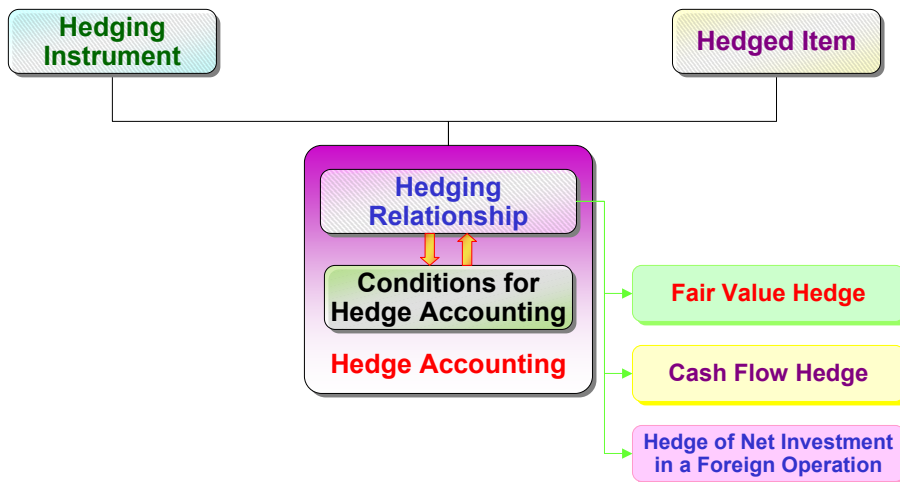 Hedging
Instrument
Hedged Item
Hedging
Relationship
Conditions for
Hedge Accounting
Hedge Accounting
Fair Value Hedge
Cash Flow Hedge
Hedge of Net Investment
in a Foreign Operation